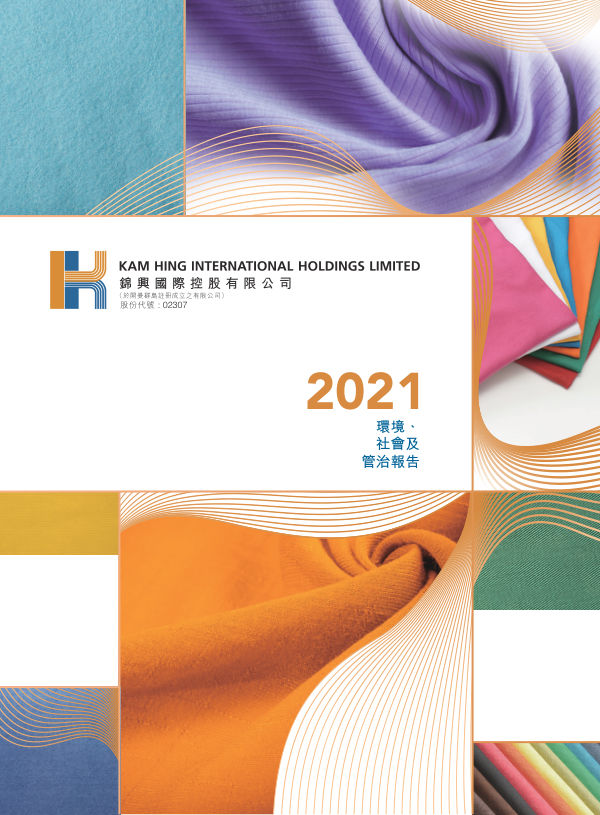 KAM HING INTERNATIONAL HOLDINGS LIMITED
錦興國際控股有限公司
(於開曼群島註冊成立之有限公司)
股份代號 : 02307
2021
環境、
社會及
管治報告